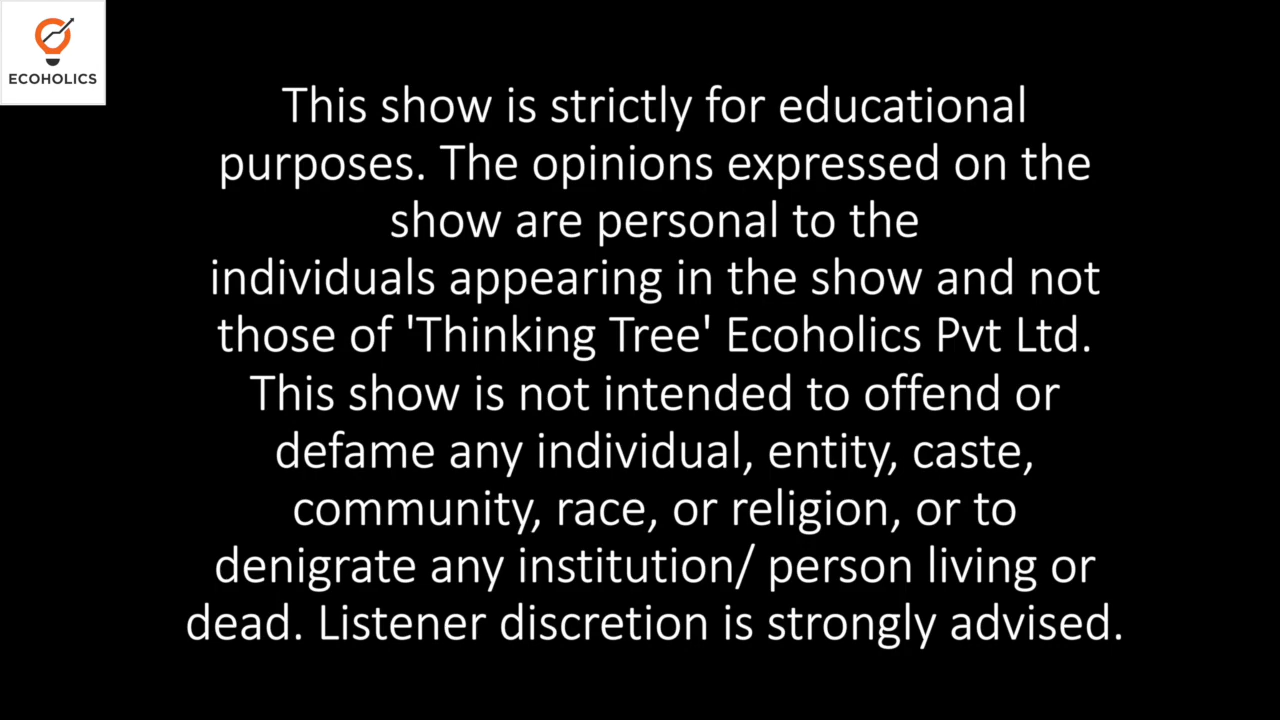 ECOHOLICS
This show is strictly for educational
purposes. The opinions expressed on the
show are personal to the
individuals appearing in the show and not
those of 'Thinking Tree' Ecoholics Pvt Ltd.
This show is not intended to offend or
defame any individual, entity, caste,
community, race, or religion, or to
denigrate any institution/ person living or
dead. Listener discretion is strongly advised.